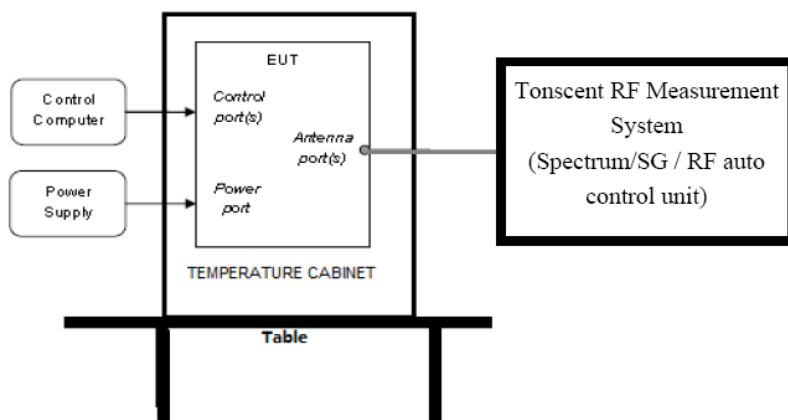 EUT
Control
Computer
Control
port(s)
Antenna
port(s)
Power
Supply
Power
port
TEMPERATURE CABINET
Table
Tonscent RF Measurement
System
(Spectrum/SG / RF auto
control unit)